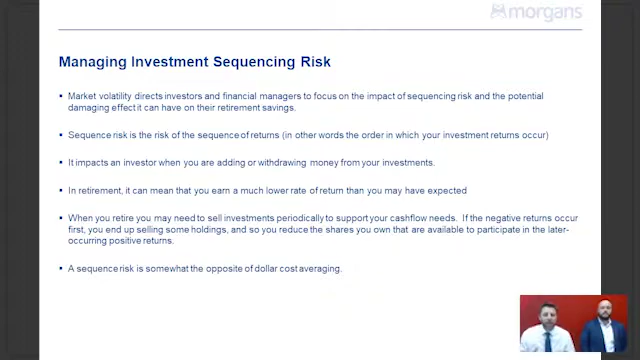 morgans
Managing Investment Sequencing Risk
▪ Market volatility directs investors and financial managers to focus on the impact of sequencing risk and the potential
damaging effect it can have on their retirement savings.
▪ Sequence risk is the risk of the sequence of returns (in other words the order in which your investment returns occur)
▪ It impacts an investor when you are adding or withdrawing money from your investments.
▪ In retirement, it can mean that you earn a much lower rate of return than you may have expected
▪ When you retire you may need to sell investments periodically to support your cashflow needs. If the negative returns occur
first, you end up selling some holdings, and so you reduce the shares you own that are available to participate in the later-
occurring positive returns.
▪ A sequence risk is somewhat the opposite of dollar cost averaging.